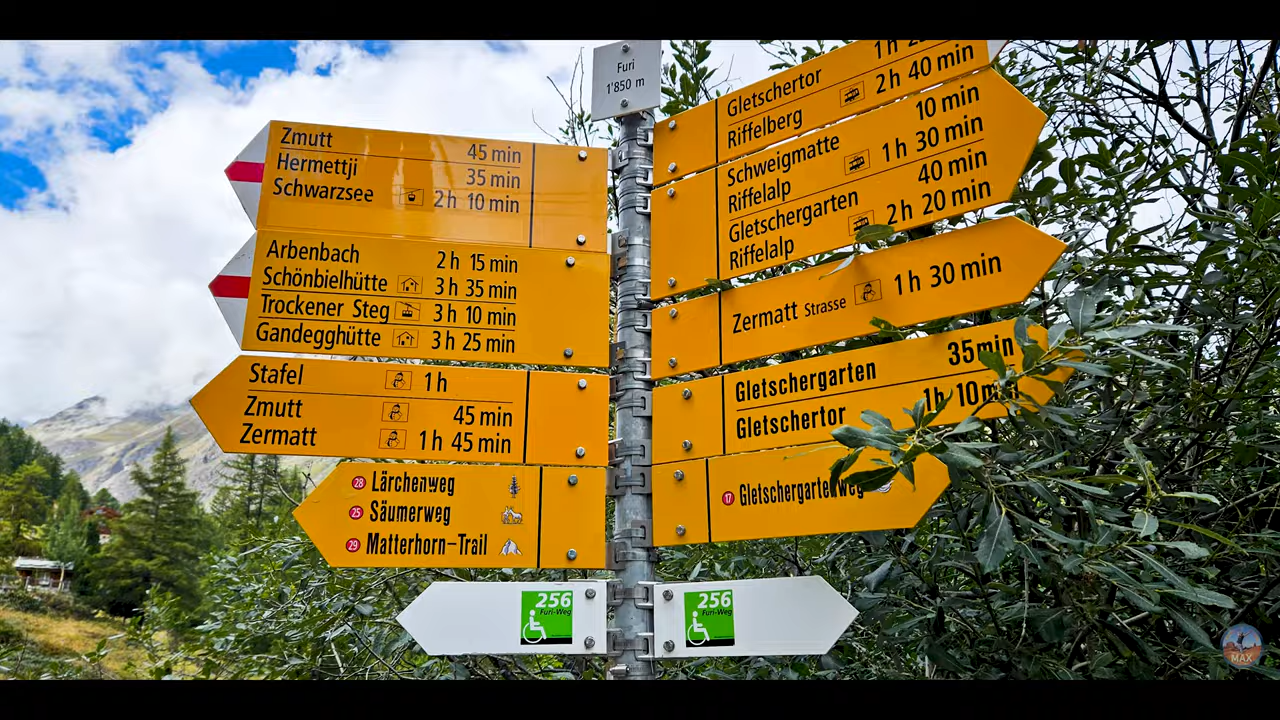 Furi
1'850 m
Zmutt 45 min
Hermettji 35 min
Schwarzsee 2 h 10 min
Arbenbach 2 h 15 min
Schönbielhütte 3 h 35 min
Trockener Steg 3 h 10 min
Gandegghütte 3 h 25 min
Stafel 1 h
Zmutt 45 min
Zermatt 1 h 45 min
28 Lärchenweg
25 Säumerweg
29 Matterhorn-Trail
256
Furi-Weg
Gletschertor 1 h
Riffelberg 2 h 40 min
Schweigmatte 10 min
Riffelalp 1 h 30 min
Gletschergarten 40 min
Riffelalp 2 h 20 min
Zermatt Strasse 1 h 30 min
Gletschergarten 35 min
Gletschertor 1h 10m
17 Gletschergartenweg
256
Furi-Weg
MAX